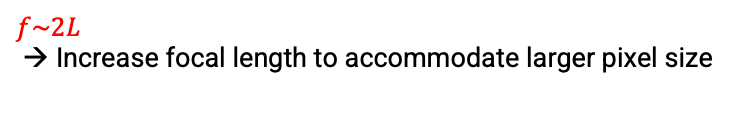 f~2L
→ Increase focal length to accommodate larger pixel size